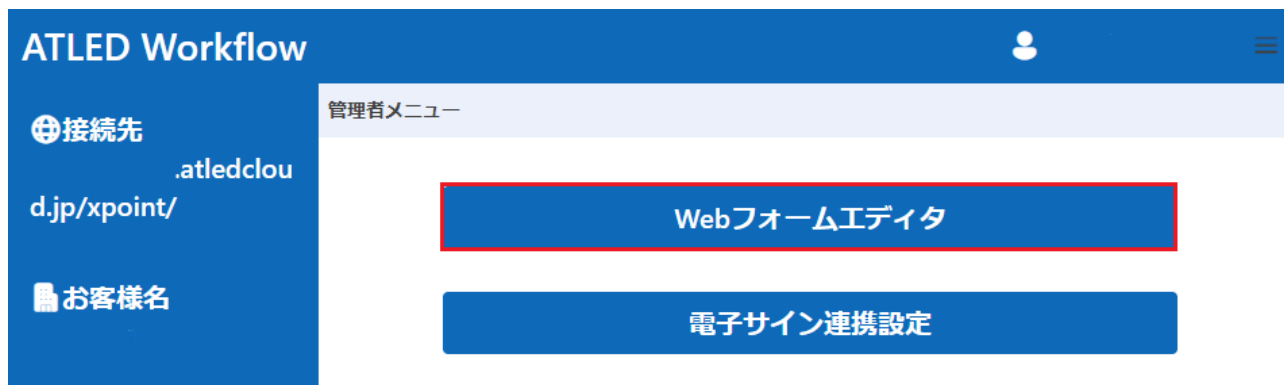 ATLED Workflow
管理者メニュー
接続先
.atledclou
d.jp/xpoint/
Webフォームエディタ
お客様名
電子サイン連携設定